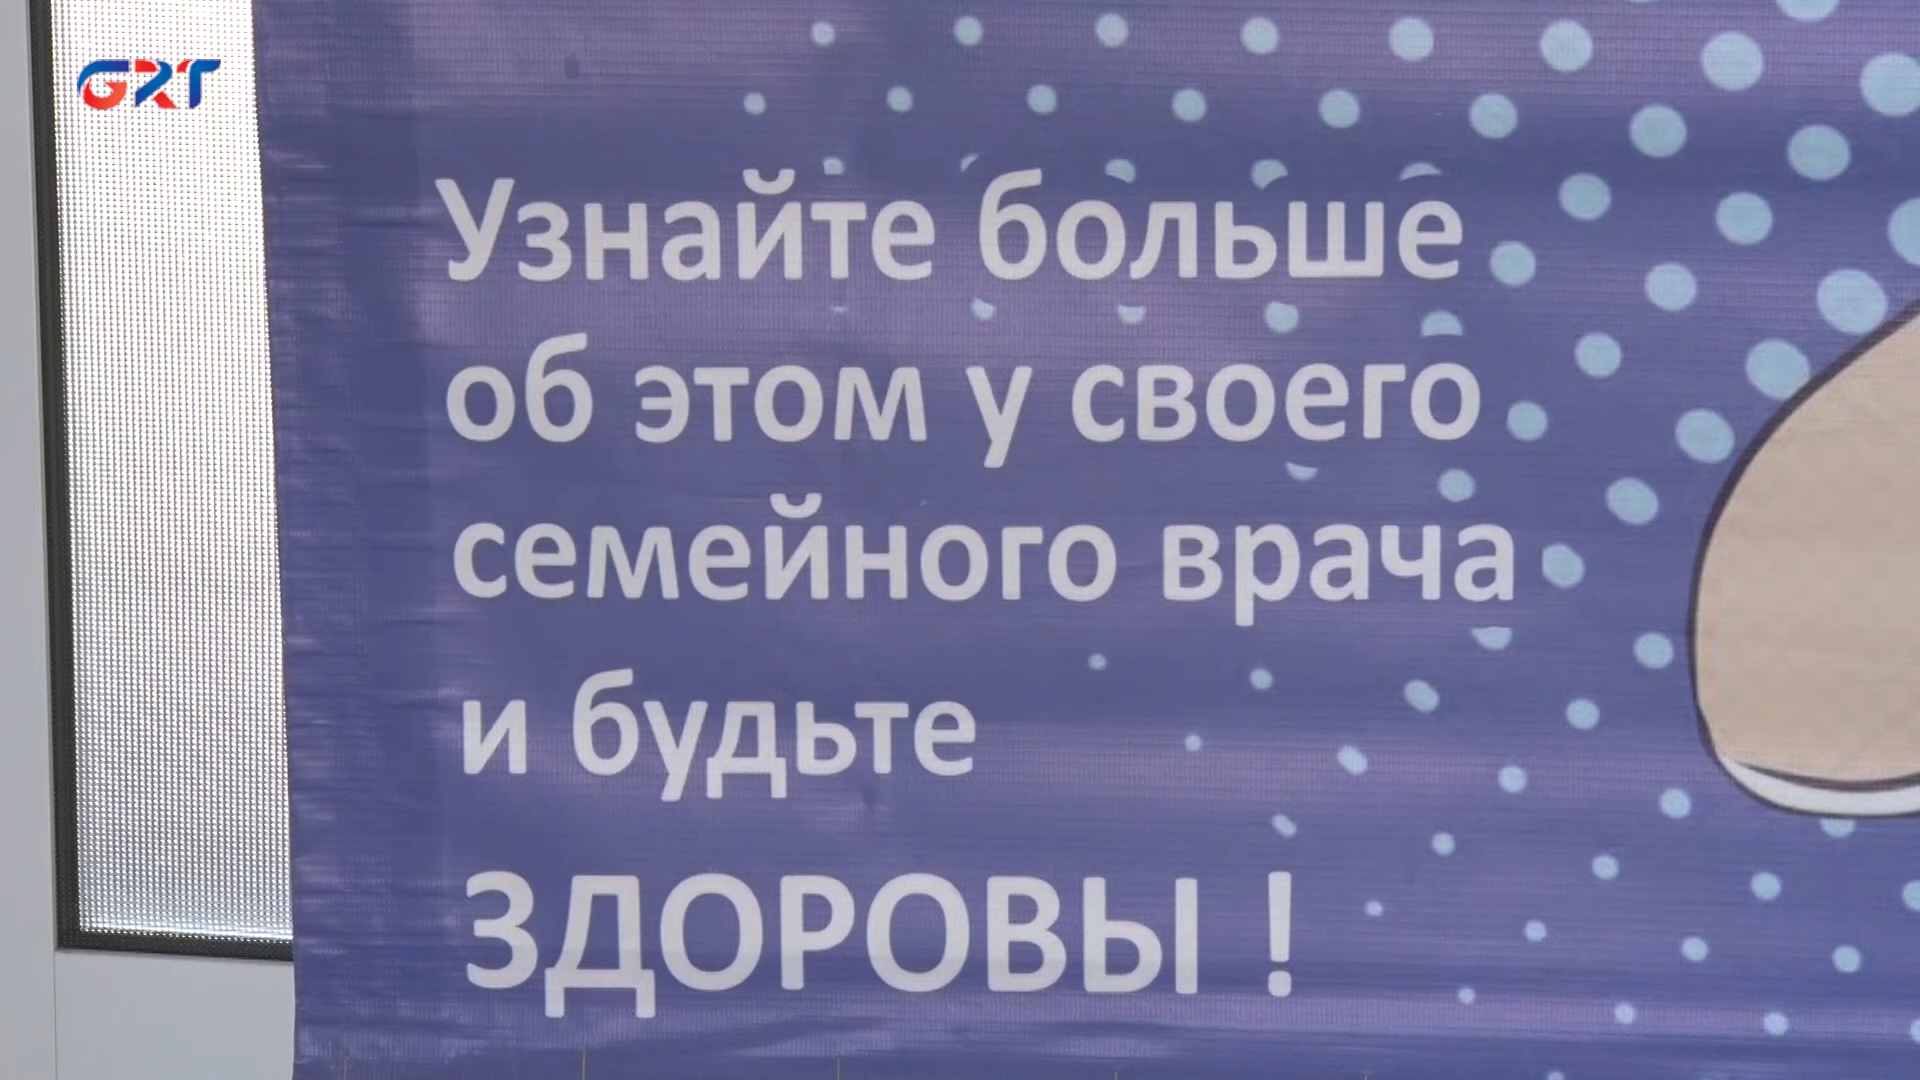 GRT
Узнайте больше
об этом у своего
семейного врача
и будьте
ЗДОРОВЫ !